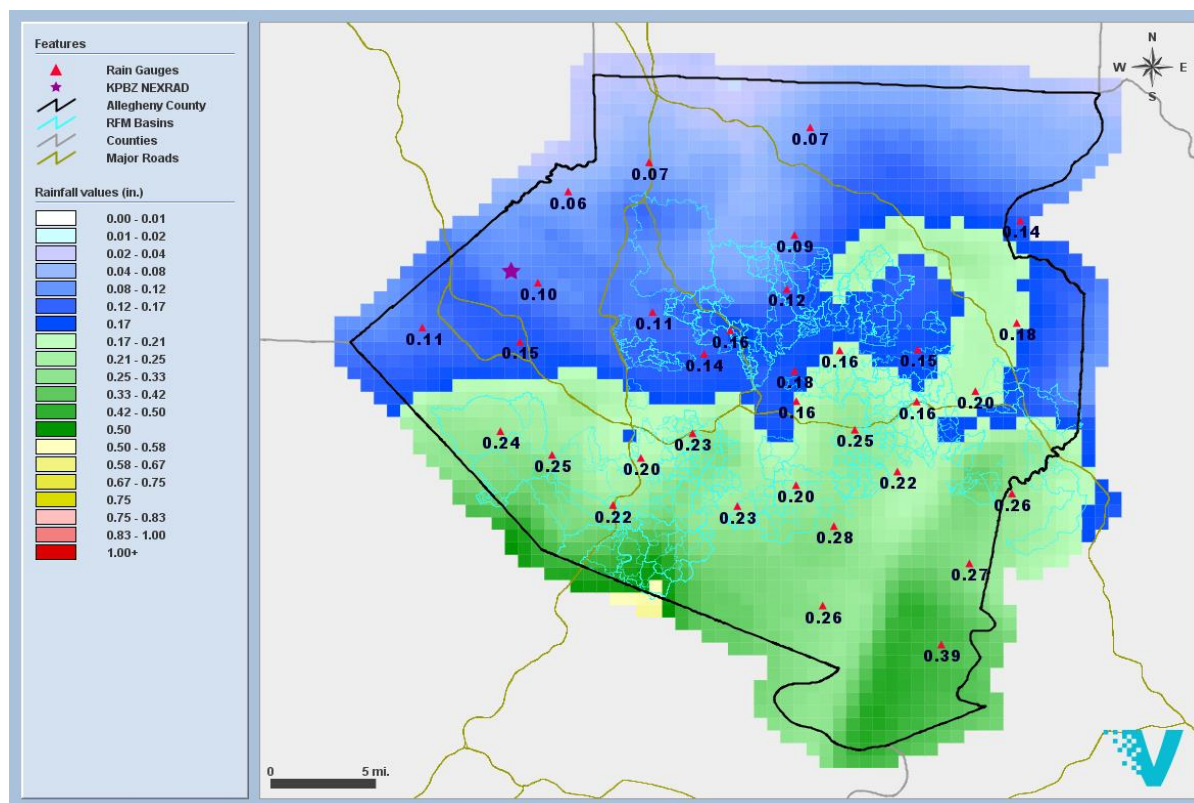 Features
Rain Gauges
KPBZ NEXRAD
Allegheny County
RFM Basins
Counties
Major Roads
Rainfall values (in.)
0.00 - 0.01
0.01 - 0.02
0.02 - 0.04
0.04 - 0.08
0.08 - 0.12
0.12 - 0.17
0.17
0.17 - 0.21
0.21 - 0.25
0.25 - 0.33
0.33 - 0.42
0.42 - 0.50
0.50
0.50 - 0.58
0.58 - 0.67
0.67 - 0.75
0.75
0.75 - 0.83
0.83 - 1.00
1.00+
N
W E
S
0.07
0.07
0.06
0.14
0.09
0.10
0.12
0.11
0.11
0.18
0.16
0.15
0.14
0.16
0.15
0.18
0.20
0.16
0.16
0.24
0.23
0.25
0.25
0.20
0.22
0.20
0.26
0.22
0.23
0.28
0.27
0.26
0.39
0 5 mi.
V